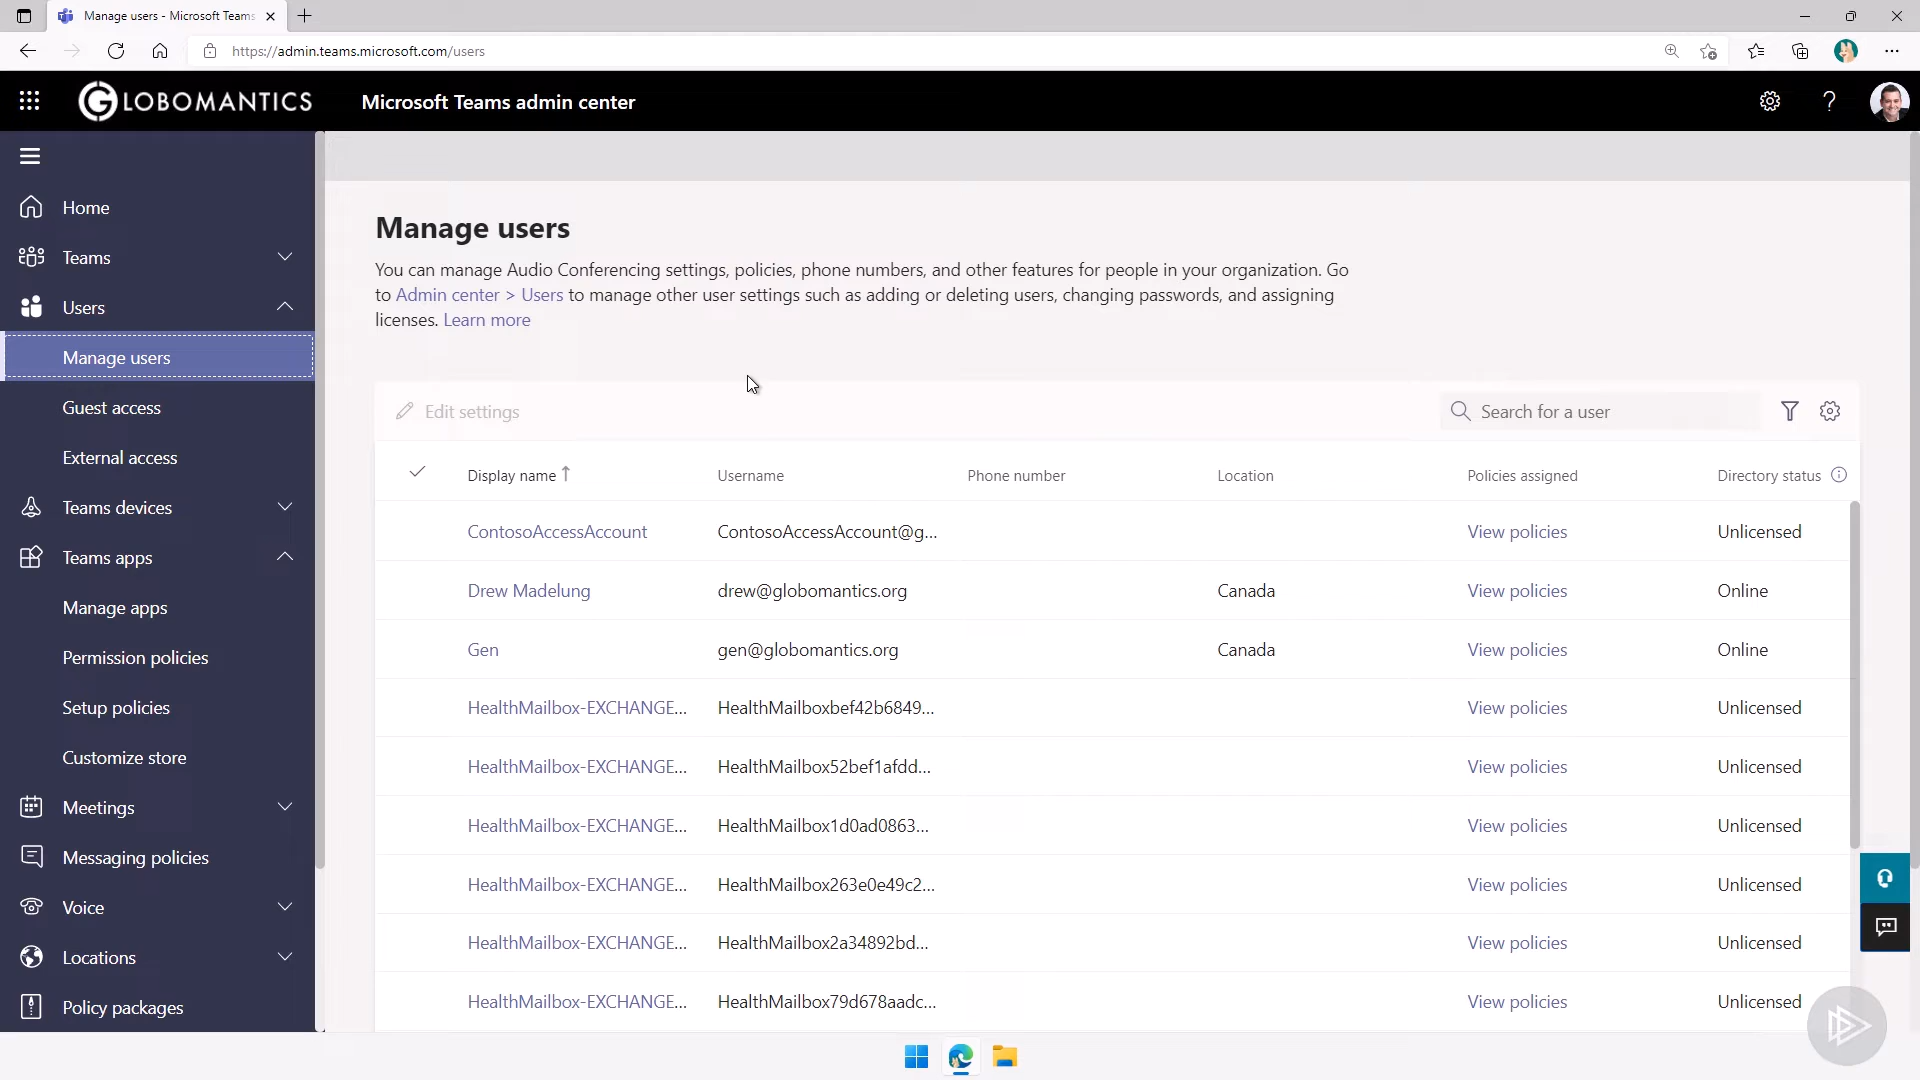 Manage users - Microsoft Teams
https://admin.teams.microsoft.com/users
GLOBOMANTICS
Microsoft Teams admin center
Home
Teams
Users
Manage users
Guest access
External access
Teams devices
Teams apps
Manage apps
Permission policies
Setup policies
Customize store
Meetings
Messaging policies
Voice
Locations
Policy packages
Manage users
You can manage Audio Conferencing settings, policies, phone numbers, and other features for people in your organization. Go
to Admin center > Users to manage other user settings such as adding or deleting users, changing passwords, and assigning
licenses. Learn more
Edit settings
Search for a user
Display name Username Phone number Location Policies assigned Directory status
ContosoAccessAccount ContosoAccessAccount@g... View policies Unlicensed
Drew Madelung drew@globomantics.org Canada View policies Online
Gen gen@globomantics.org Canada View policies Online
HealthMailbox-EXCHANGE... HealthMailboxbef42b6849... View policies Unlicensed
HealthMailbox-EXCHANGE... HealthMailbox52bef1afdd... View policies Unlicensed
HealthMailbox-EXCHANGE... HealthMailbox1d0ad0863... View policies Unlicensed
HealthMailbox-EXCHANGE... HealthMailbox263e0e49c2... View policies Unlicensed
HealthMailbox-EXCHANGE... HealthMailbox2a34892bd... View policies Unlicensed
HealthMailbox-EXCHANGE... HealthMailbox79d678aadc... View policies Unlicensed